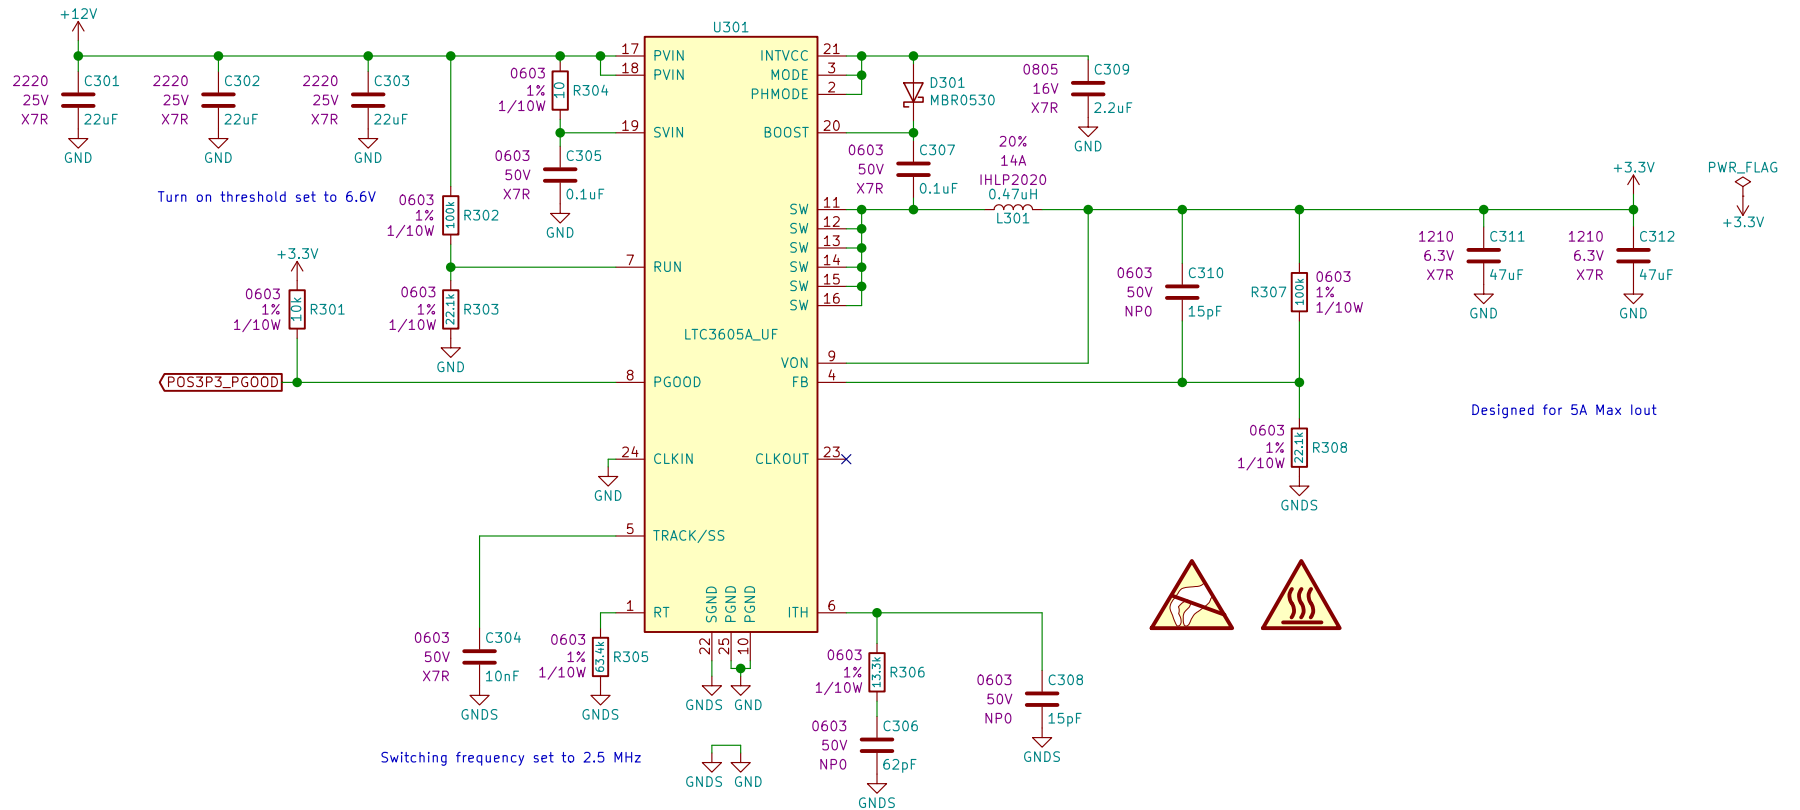 +12V
2220
25V
X7R
C301
22uF
GND
2220
25V
X7R
C302
22uF
GND
2220
25V
X7R
C303
22uF
GND
Turn on threshold set to 6.6V
0603
1%
1/10W
10
R304
0603
50V
X7R
C305
0.1uF
GND
0603
1%
1/10W
100k
R302
0603
1%
1/10W
22.1k
R303
GND
+3.3V
0603
1%
1/10W
10k
R301
POS3P3_PGOOD
GND
0603
50V
X7R
C304
10nF
GNDS
0603
1%
1/10W
63.4k
R305
GNDS
Switching frequency set to 2.5 MHz
U301
17 PVIN
18 PVIN
19 SVIN
7 RUN
8 PGOOD
24 CLKIN
5 TRACK/SS
1 RT
LTC3605A_UF
INTVCC 21
MODE 3
PHMODE 2
BOOST 20
SW 11
SW 12
SW 13
SW 14
SW 15
SW 16
VON 9
FB 4
CLKOUT 23
ITH 6
SGND 22
PGND 25
PGND 10
GNDS
GND
GNDS
GND
D301
MBR0530
0805
16V
X7R
C309
2.2uF
GND
0603
50V
X7R
C307
0.1uF
20%
14A
IHLP2020
0.47uH
L301
0603
50V
NP0
C310
15pF
R307
100k
0603
1%
1/10W
0603
1%
1/10W
22.1k
R308
GNDS
1210
6.3V
X7R
C311
47uF
GND
+3.3V
1210
6.3V
X7R
C312
47uF
GND
PWR_FLAG
+3.3V
Designed for 5A Max Iout
0603
1%
1/10W
13.3k
R306
0603
50V
NP0
C306
62pF
GNDS
0603
50V
NP0
C308
15pF
GNDS